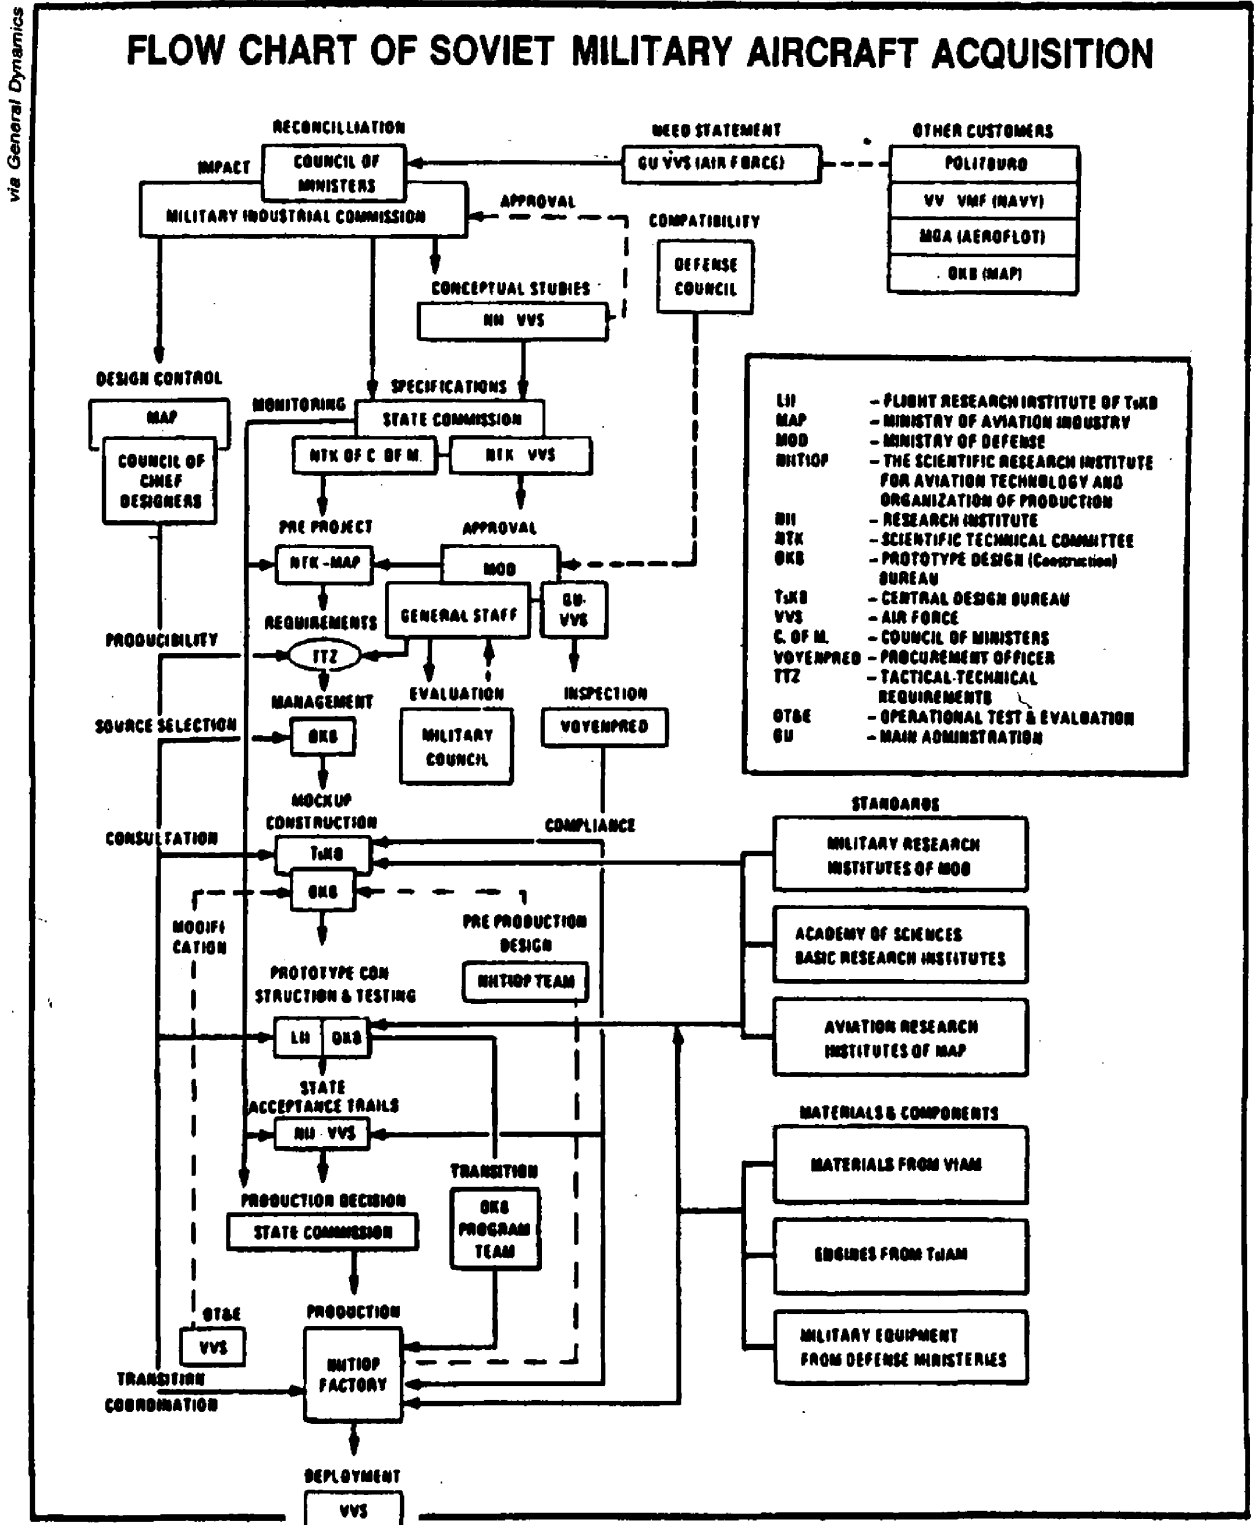 via General Dynamics
FLOW CHART OF SOVIET MILITARY AIRCRAFT ACQUISITION
RECONCILLIATION
NEED STATEMENT
OTHER CUSTOMERS
IMPACT
COUNCIL OF
MINISTERS
GU VVS (AIR FORCE)
POLITBURO
VV VMF (NAVY)
MGA (AEROFLOT)
OKB (MAP)
MILITARY INDUSTRIAL COMMISSION
APPROVAL
COMPATIBILITY
DEFENSE
COUNCIL
CONCEPTUAL STUDIES
NII VVS
DESIGN CONTROL
MAP
COUNCIL OF
CHIEF
DESIGNERS
MONITORING
SPECIFICATIONS
STATE COMMISSION
NTK OF C. OF M.
NTK VVS
LII – FLIGHT RESEARCH INSTITUTE OF TsKB
MAP – MINISTRY OF AVIATION INDUSTRY
MOD – MINISTRY OF DEFENSE
NHTIOP – THE SCIENTIFIC RESEARCH INSTITUTE
FOR AVIATION TECHNOLOGY AND
ORGANIZATION OF PRODUCTION
NII – RESEARCH INSTITUTE
NTK – SCIENTIFIC TECHNICAL COMMITTEE
OKB – PROTOTYPE DESIGN (Construction)
BUREAU
TsKB – CENTRAL DESIGN BUREAU
VVS – AIR FORCE
C. OF M. – COUNCIL OF MINISTERS
VOYENPRED – PROCUREMENT OFFICER
TTZ – TACTICAL-TECHNICAL
REQUIREMENTS
OT&E – OPERATIONAL TEST & EVALUATION
GU – MAIN ADMINSTRATION
PRE PROJECT
NTK-MAP
APPROVAL
MOD
GENERAL STAFF
GU-
VVS
REQUIREMENTS
PRODUCIBILITY
TTZ
MANAGEMENT
SOURCE SELECTION
OKB
EVALUATION
MILITARY
COUNCIL
INSPECTION
VOYENPRED
MOCKUP
CONSTRUCTION
CONSULTATION
TsKB
OKB
COMPLIANCE
STANDARDS
MILITARY RESEARCH
INSTITUTES OF MOD
ACADEMY OF SCIENCES
BASIC RESEARCH INSTITUTES
AVIATION RESEARCH
INSTITUTES OF MAP
MODIFI
CATION
PRE PRODUCTION
DESIGN
NHTIOP TEAM
PROTOTYPE CON
STRUCTION & TESTING
LII OKB
STATE
ACCEPTANCE TRAILS
NII-VVS
MATERIALS & COMPONENTS
MATERIALS FROM VIAM
ENGINES FROM TsIAM
MILITARY EQUIPMENT
FROM DEFENSE MINISTERIES
PRODUCTION DECISION
STATE COMMISSION
TRANSITION
OKB
PROGRAM
TEAM
OT&E
VVS
PRODUCTION
NHTIOP
FACTORY
TRANSITION
COORDINATION
DEPLOYMENT
VVS